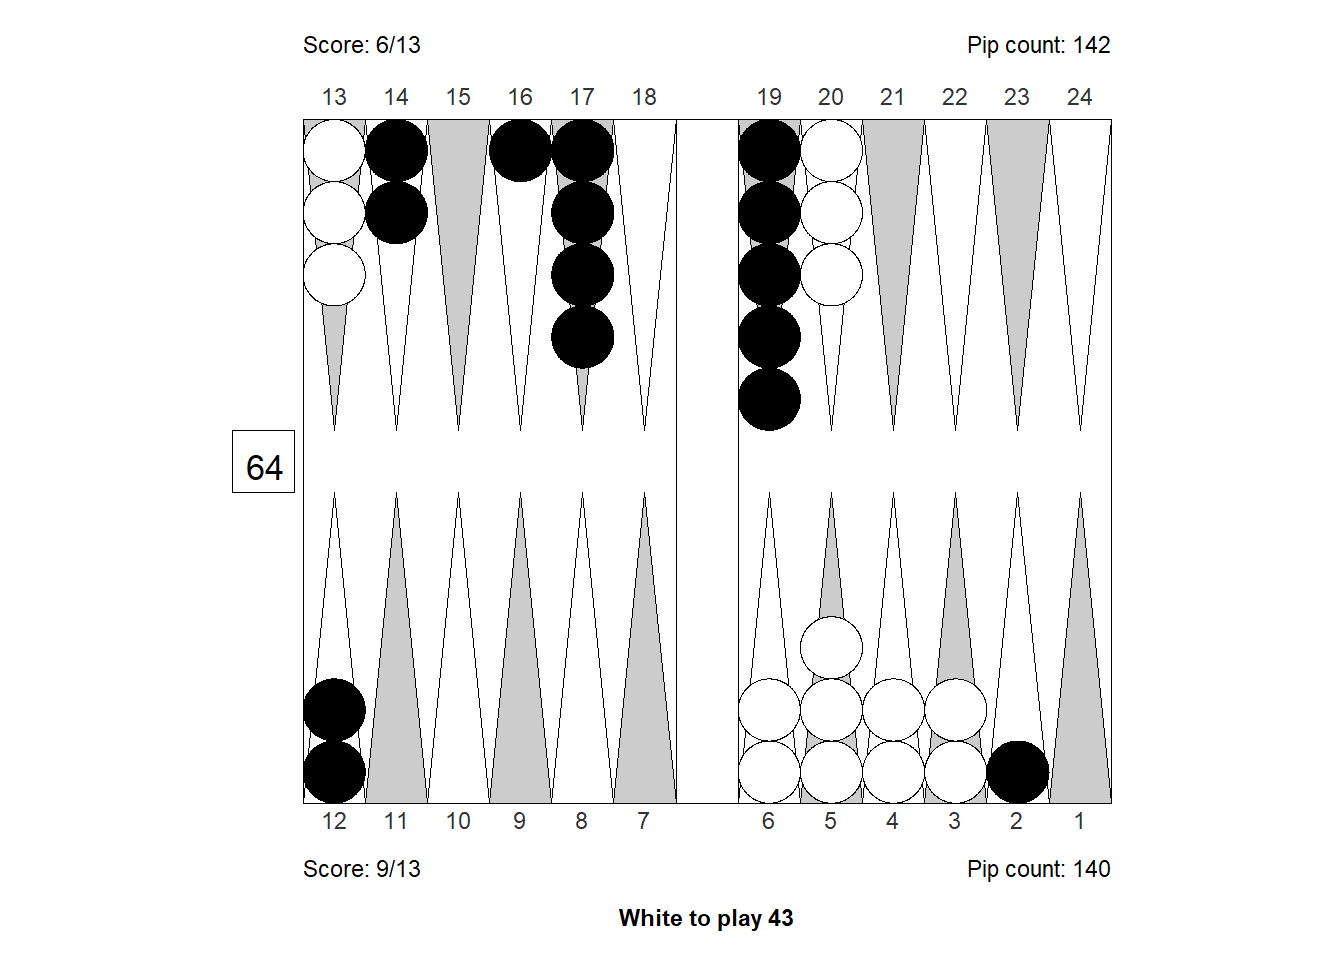 Score: 6/13 Pip count: 142
13 14 15 16 17 18 19 20 21 22 23 24
64
12 11 10 9 8 7 6 5 4 3 2 1
Score: 9/13 Pip count: 140
White to play 43